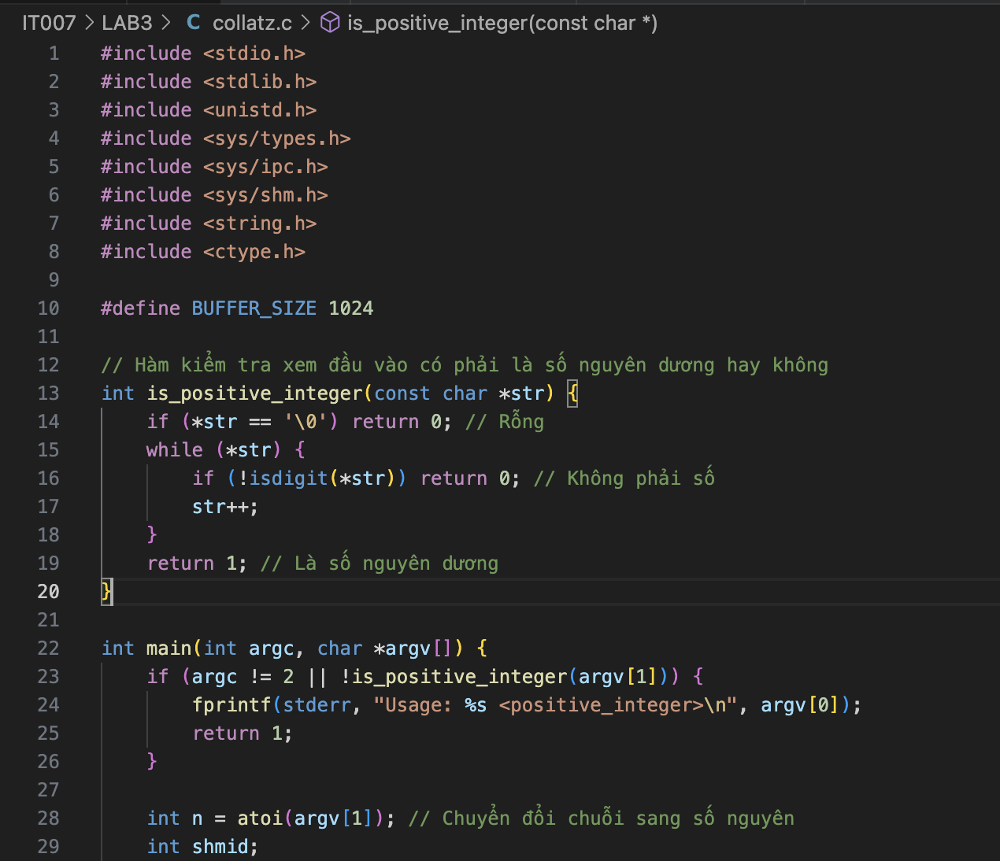 IT007 > LAB3 > C collatz.c > is_positive_integer(const char *)
1 #include <stdio.h>
2 #include <stdlib.h>
3 #include <unistd.h>
4 #include <sys/types.h>
5 #include <sys/ipc.h>
6 #include <sys/shm.h>
7 #include <string.h>
8 #include <ctype.h>
9
10 #define BUFFER_SIZE 1024
11
12 // Hàm kiểm tra xem đầu vào có phải là số nguyên dương hay không
13 int is_positive_integer(const char *str) {
14     if (*str == '\0') return 0; // Rỗng
15     while (*str) {
16         if (!isdigit(*str)) return 0; // Không phải số
17         str++;
18     }
19     return 1; // Là số nguyên dương
20 }
21
22 int main(int argc, char *argv[]) {
23     if (argc != 2 || !is_positive_integer(argv[1])) {
24         fprintf(stderr, "Usage: %s <positive_integer>\n", argv[0]);
25         return 1;
26     }
27
28     int n = atoi(argv[1]); // Chuyển đổi chuỗi sang số nguyên
29     int shmid;